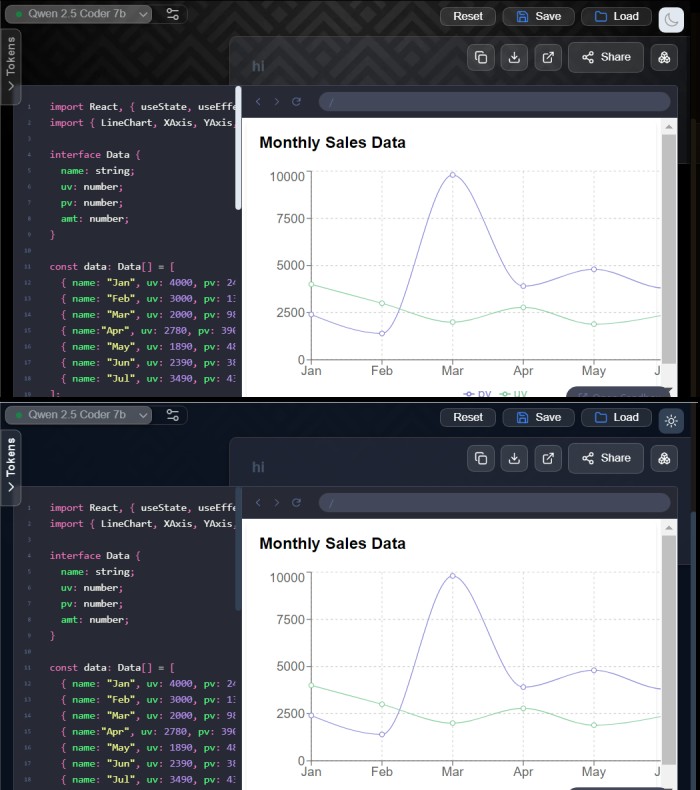 Qwen 2.5 Coder 7b
Reset Save Load
Tokens
hi
Share
/
1 import React, { useState, useEffe
2 import { LineChart, XAxis, YAxis,
3
4 interface Data {
5 name: string;
6 uv: number;
7 pv: number;
8 amt: number;
9 }
10
11 const data: Data[] = [
12 { name: "Jan", uv: 4000, pv: 24
13 { name: "Feb", uv: 3000, pv: 13
14 { name: "Mar", uv: 2000, pv: 98
15 { name:"Apr", uv: 2780, pv: 390
16 { name: "May", uv: 1890, pv: 48
17 { name: "Jun", uv: 2390, pv: 38
18 { name: "Jul", uv: 3490, pv: 43
19 ];
Monthly Sales Data
10000
7500
5000
2500
0
Jan Feb Mar Apr May J
pv uv
Qwen 2.5 Coder 7b
Reset Save Load
Tokens
hi
Share
/
1 import React, { useState, useEffe
2 import { LineChart, XAxis, YAxis,
3
4 interface Data {
5 name: string;
6 uv: number;
7 pv: number;
8 amt: number;
9 }
10
11 const data: Data[] = [
12 { name: "Jan", uv: 4000, pv: 24
13 { name: "Feb", uv: 3000, pv: 13
14 { name: "Mar", uv: 2000, pv: 98
15 { name:"Apr", uv: 2780, pv: 390
16 { name: "May", uv: 1890, pv: 48
17 { name: "Jun", uv: 2390, pv: 38
18 { name: "Jul", uv: 3490, pv: 43
Monthly Sales Data
10000
7500
5000
2500
0
Jan Feb Mar Apr May J